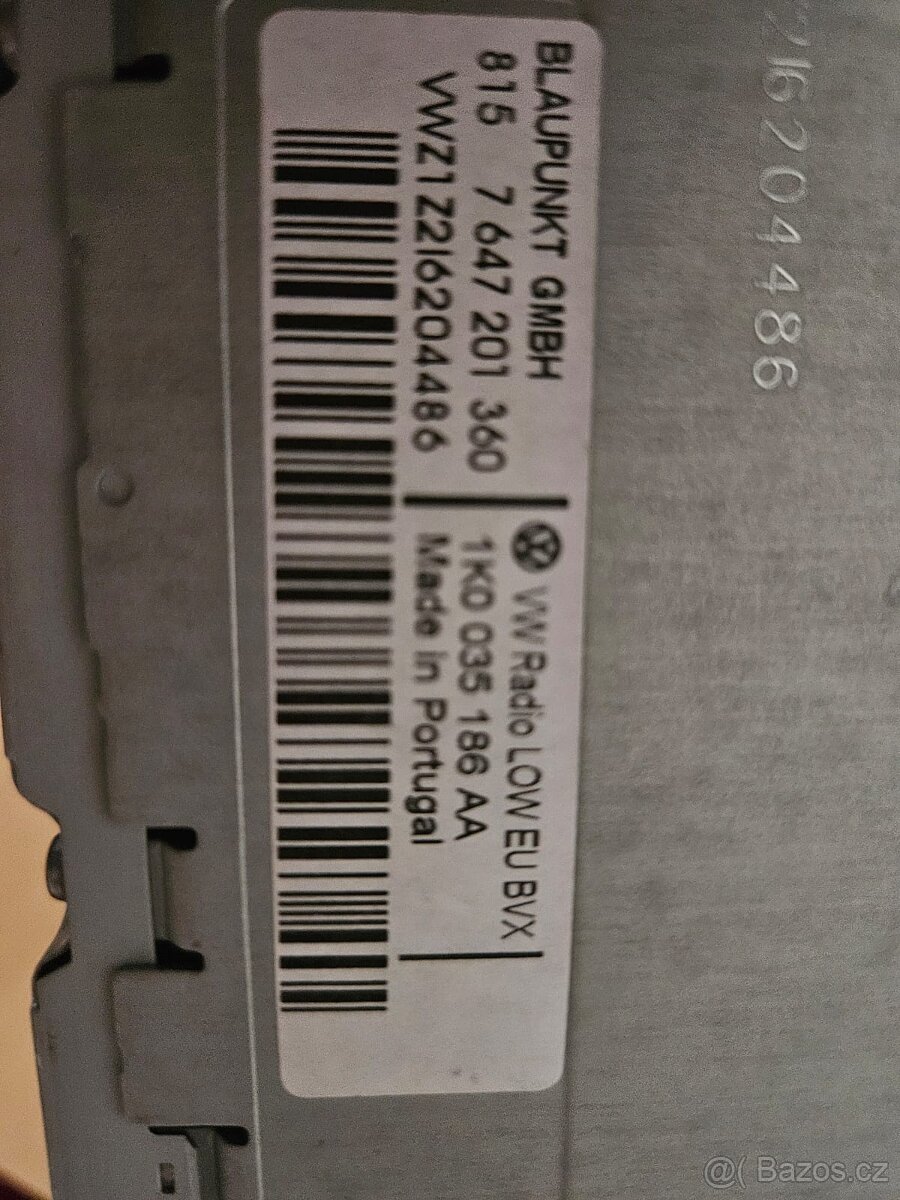 BLAUPUNKT GMBH
815 7 647 201 360
VWZ1Z2I6204486
VW Radio LOW EU BVX
1K0 035 186 AA
Made in Portugal
Z2I6204486
@( Bazos.cz